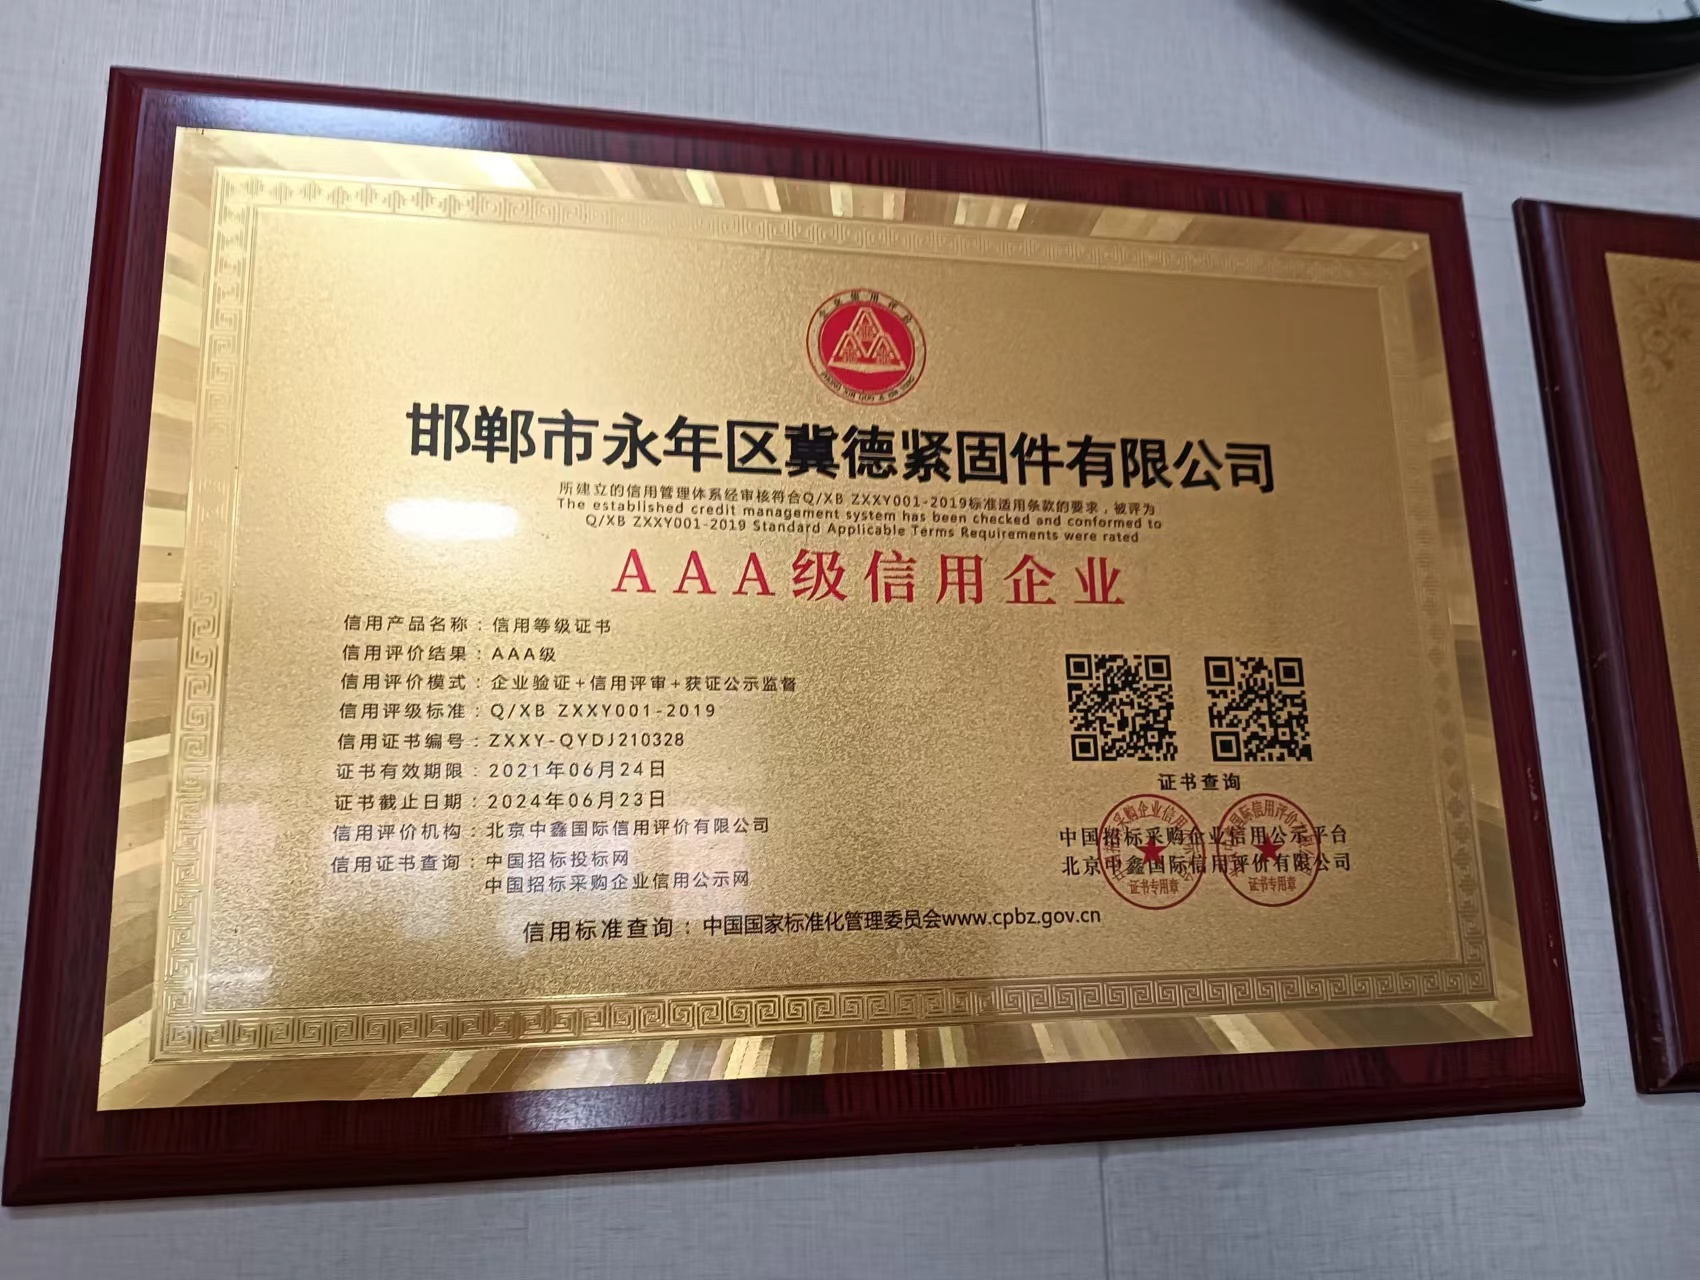 邯郸市永年区冀德紧固件有限公司
所建立的信用管理体系经审核符合Q/XB ZXXY001-2019标准适用条款的要求，被评为
The established credit management system has been checked and conformed to
Q/XB ZXXY001-2019 Standard Applicable Terms Requirements were rated
AAA级信用企业
信用产品名称：信用等级证书
信用评价结果：AAA级
信用评价模式：企业验证+信用评审+获证公示监督
信用评级标准：Q/XB ZXXY001-2019
信用证书编号：ZXXY-QYDJ210328
证书有效期限：2021年06月24日
证书截止日期：2024年06月23日
信用评价机构：北京中鑫国际信用评价有限公司
信用证书查询：中国招标投标网
中国招标采购企业信用公示网
证书查询
中国招标采购企业信用公示平台
北京中鑫国际信用评价有限公司
证书专用章
证书专用章
信用标准查询：中国国家标准化管理委员会www.cpbz.gov.cn